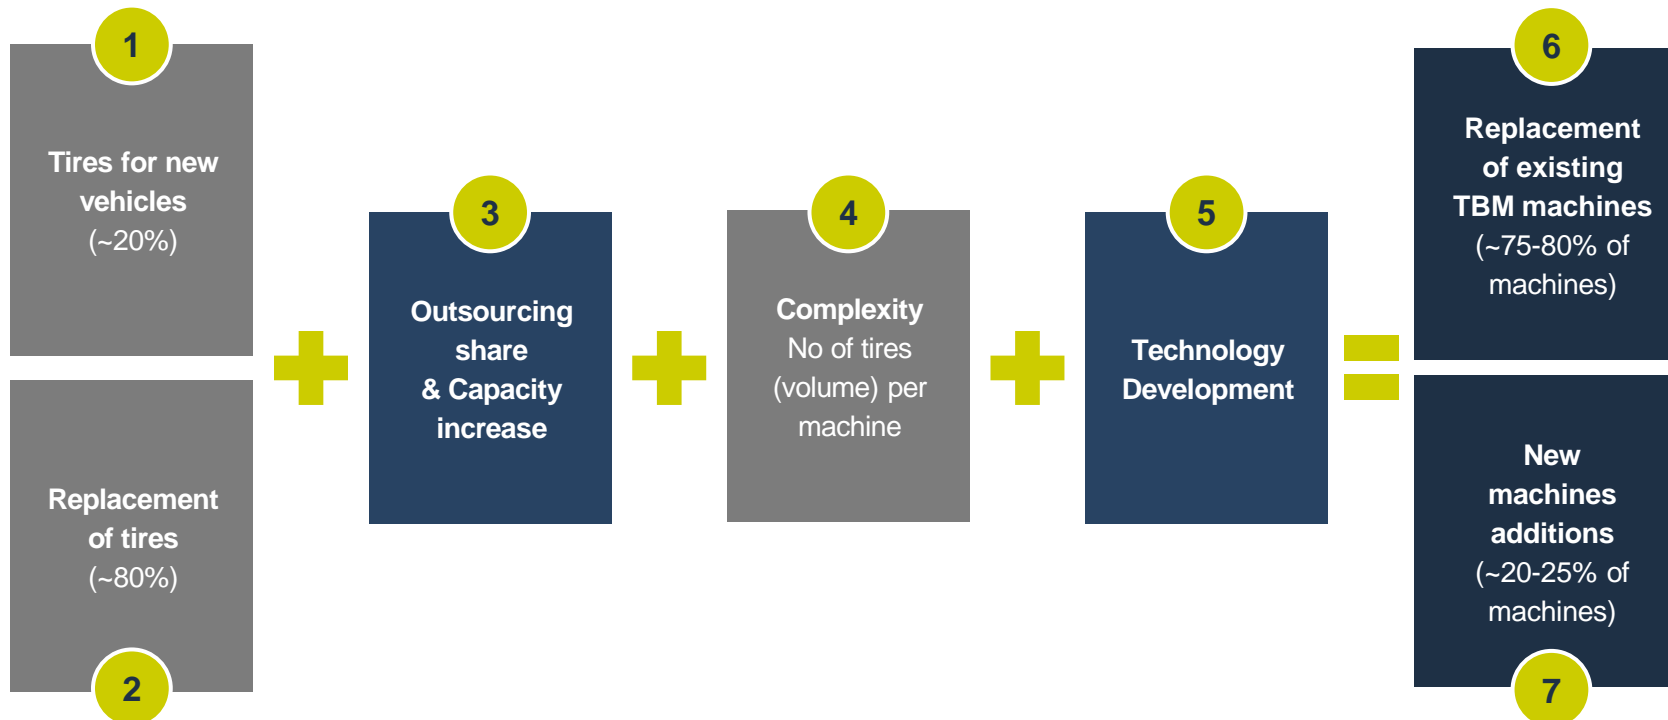 1
Tires for new
vehicles
(~20%)
Replacement
of tires
(~80%)
2
3
Outsourcing
share
& Capacity
increase
4
Complexity
No of tires
(volume) per
machine
5
Technology
Development
6
Replacement
of existing
TBM machines
(~75-80% of
machines)
New
machines
additions
(~20-25% of
machines)
7